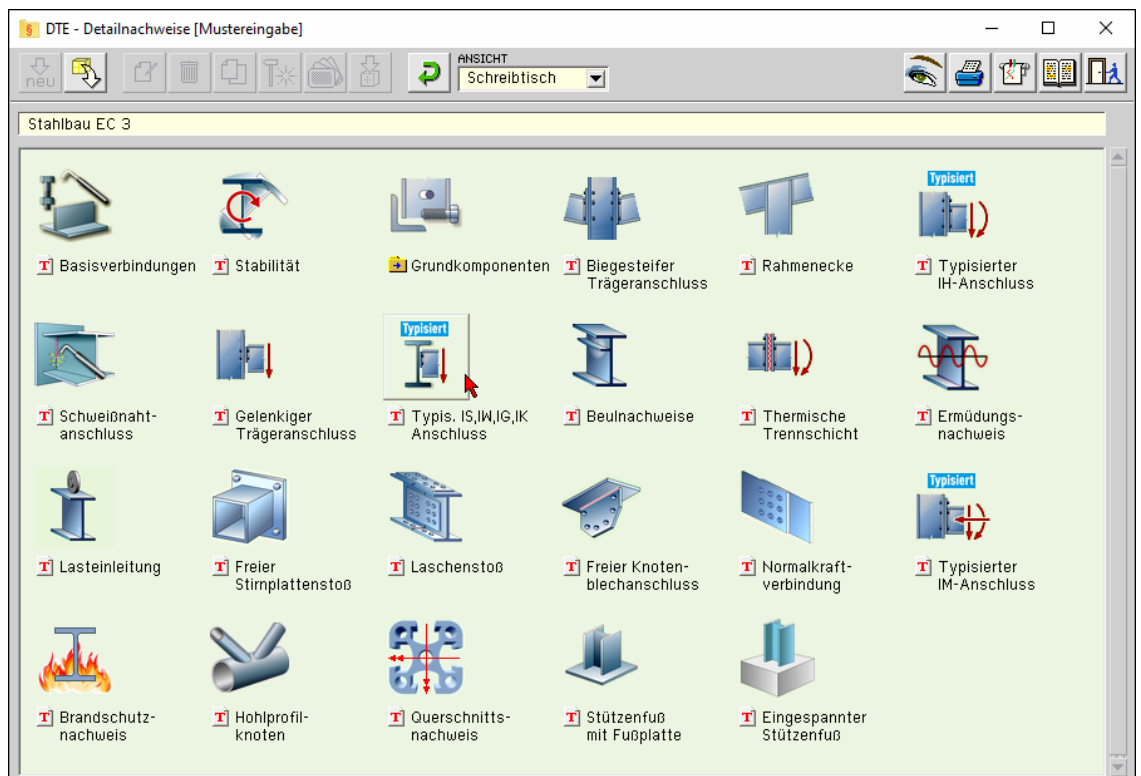 DTE - Detailnachweise [Mustereingabe]
neu
ANSICHT
Schreibtisch
Stahlbau EC 3
Typisiert
Basisverbindungen
Stabilität
Grundkomponenten
Biegesteifer
Trägeranschluss
Rahmenecke
Typisierter
IH-Anschluss
Typisiert
Schweißnaht-
anschluss
Gelenkiger
Trägeranschluss
Typis. IS,IW,IG,IK
Anschluss
Beulnachweise
Thermische
Trennschicht
Ermüdungs-
nachweis
Typisiert
Lasteinleitung
Freier
Stirnplattenstoß
Laschenstoß
Freier Knoten-
blechanschluss
Normalkraft-
verbindung
Typisierter
IM-Anschluss
Brandschutz-
nachweis
Hohlprofil-
knoten
Querschnitts-
nachweis
Stützenfuß
mit Fußplatte
Eingespannter
Stützenfuß